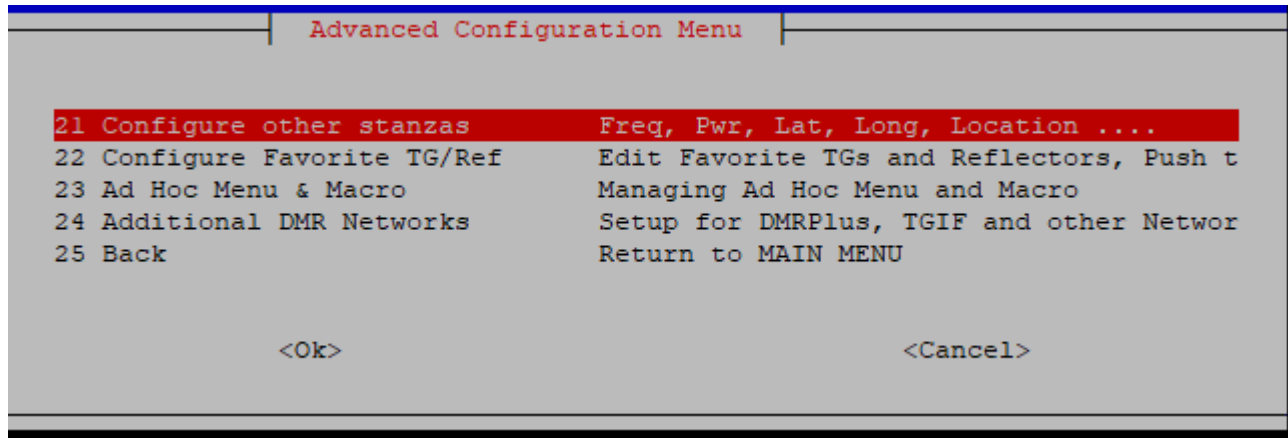 Advanced Configuration Menu
21 Configure other stanzas Freq, Pwr, Lat, Long, Location ....
22 Configure Favorite TG/Ref Edit Favorite TGs and Reflectors, Push t
23 Ad Hoc Menu & Macro Managing Ad Hoc Menu and Macro
24 Additional DMR Networks Setup for DMRPlus, TGIF and other Networ
25 Back Return to MAIN MENU
<Ok> <Cancel>